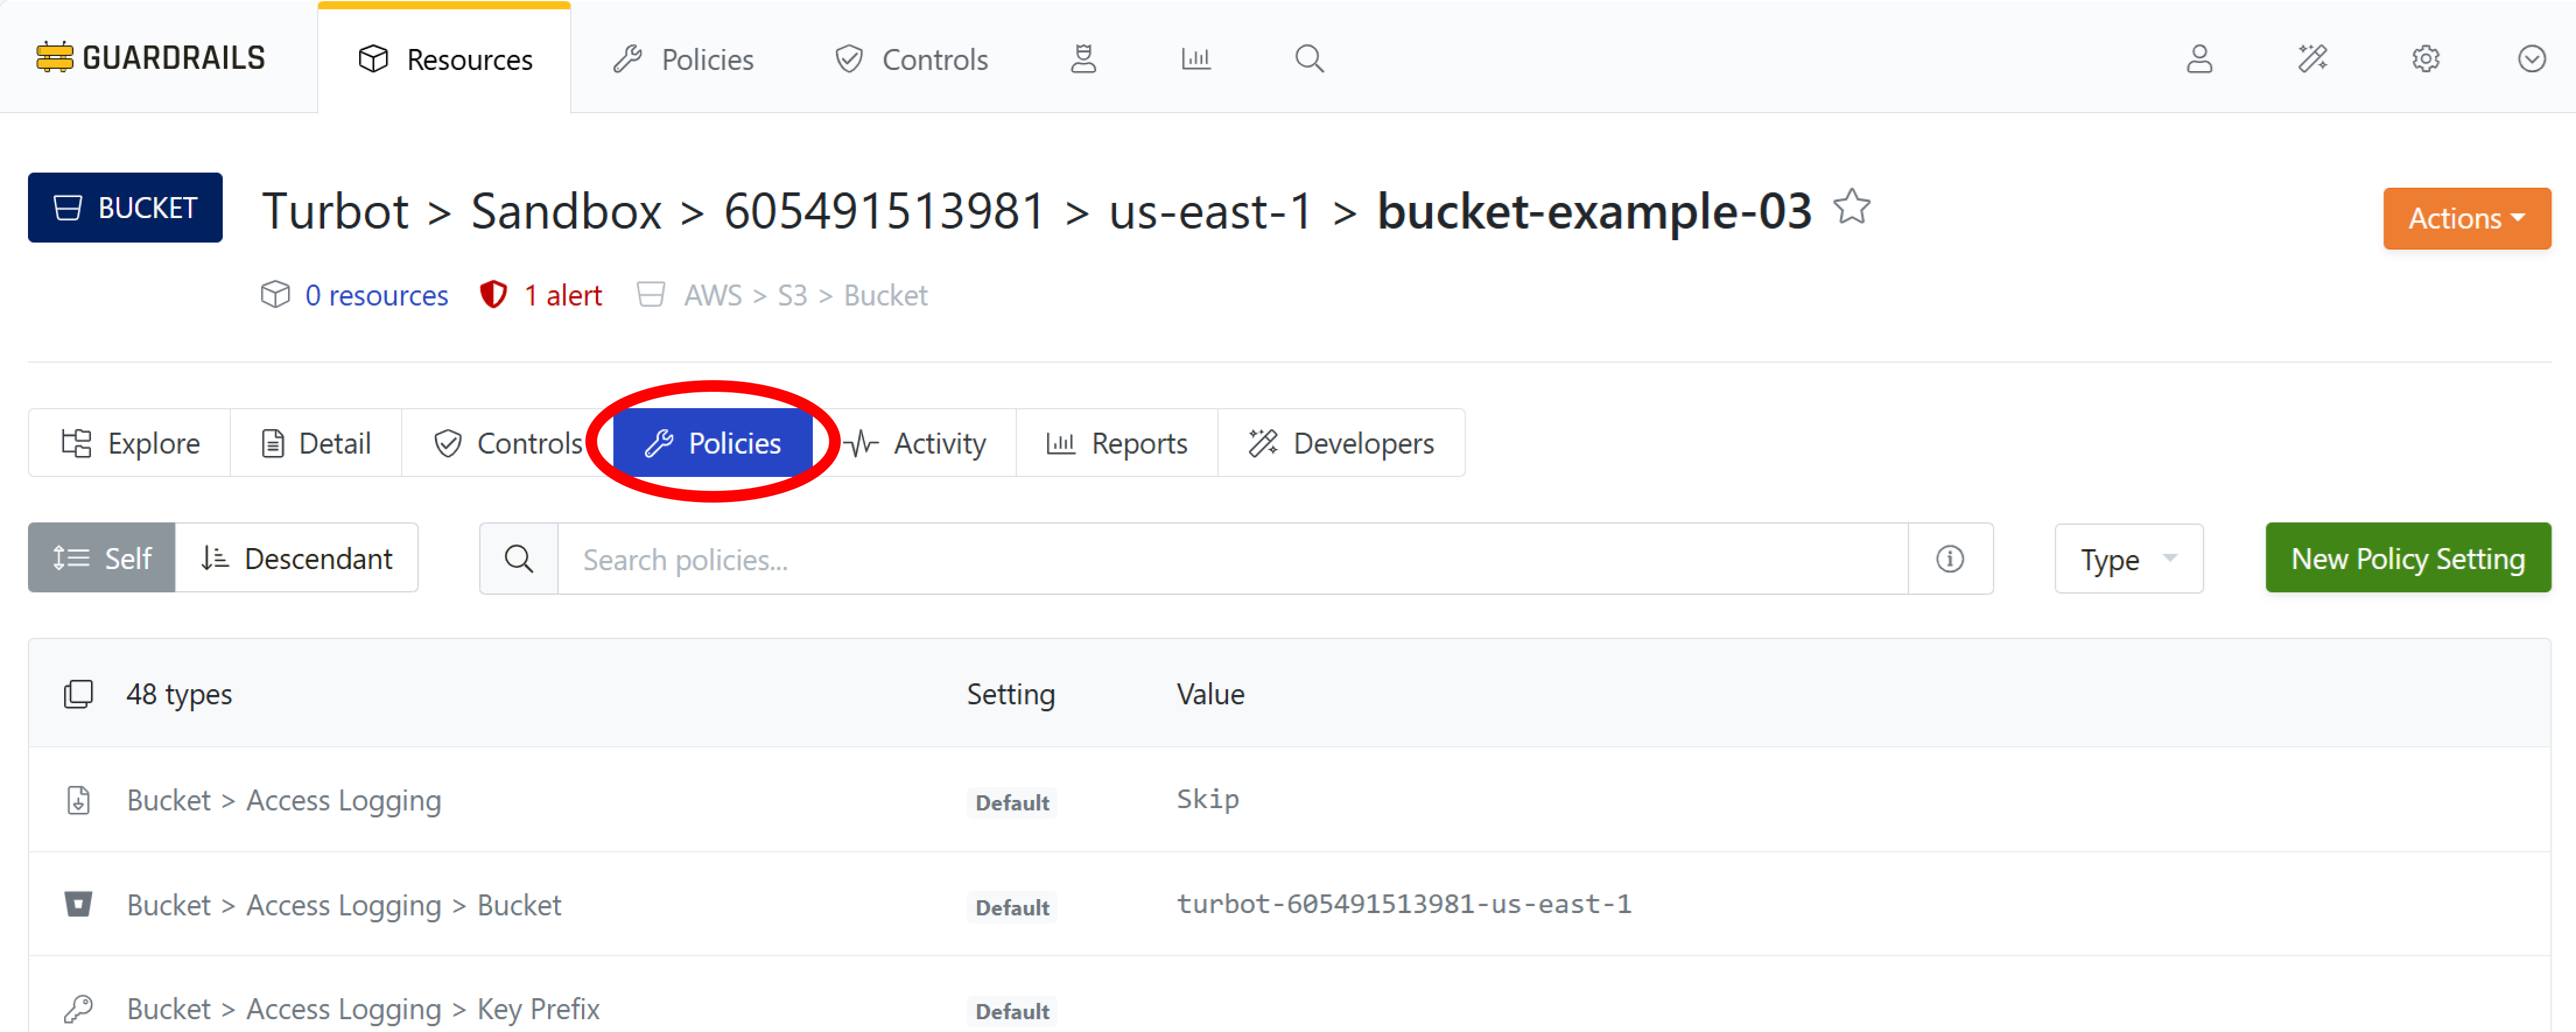 GUARDRAILS Resources Policies Controls
BUCKET Turbot > Sandbox > 605491513981 > us-east-1 > bucket-example-03 Actions
0 resources 1 alert AWS > S3 > Bucket
Explore Detail Controls Policies Activity Reports Developers
Self Descendant Search policies... Type New Policy Setting
48 types Setting Value
Bucket > Access Logging Default Skip
Bucket > Access Logging > Bucket Default turbot-605491513981-us-east-1
Bucket > Access Logging > Key Prefix Default